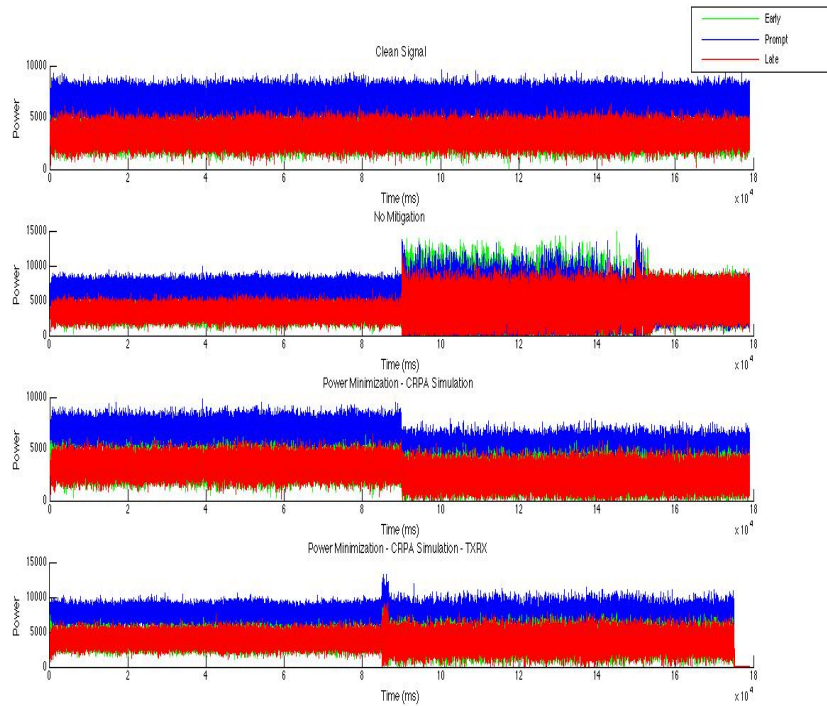 Early
Prompt
Late
Clean Signal
10000
5000
0
Power
0 2 4 6 8 10 12 14 16 18
Time (ms)
x 10^4
No Mitigation
15000
10000
5000
0
Power
0 2 4 6 8 10 12 14 16 18
Time (ms)
x 10^4
Power Minimization - CRPA Simulation
10000
5000
0
Power
0 2 4 6 8 10 12 14 16 18
Time (ms)
x 10^4
Power Minimization - CRPA Simulation - TXRX
15000
10000
5000
0
Power
0 2 4 6 8 10 12 14 16 18
Time (ms)
x 10^4